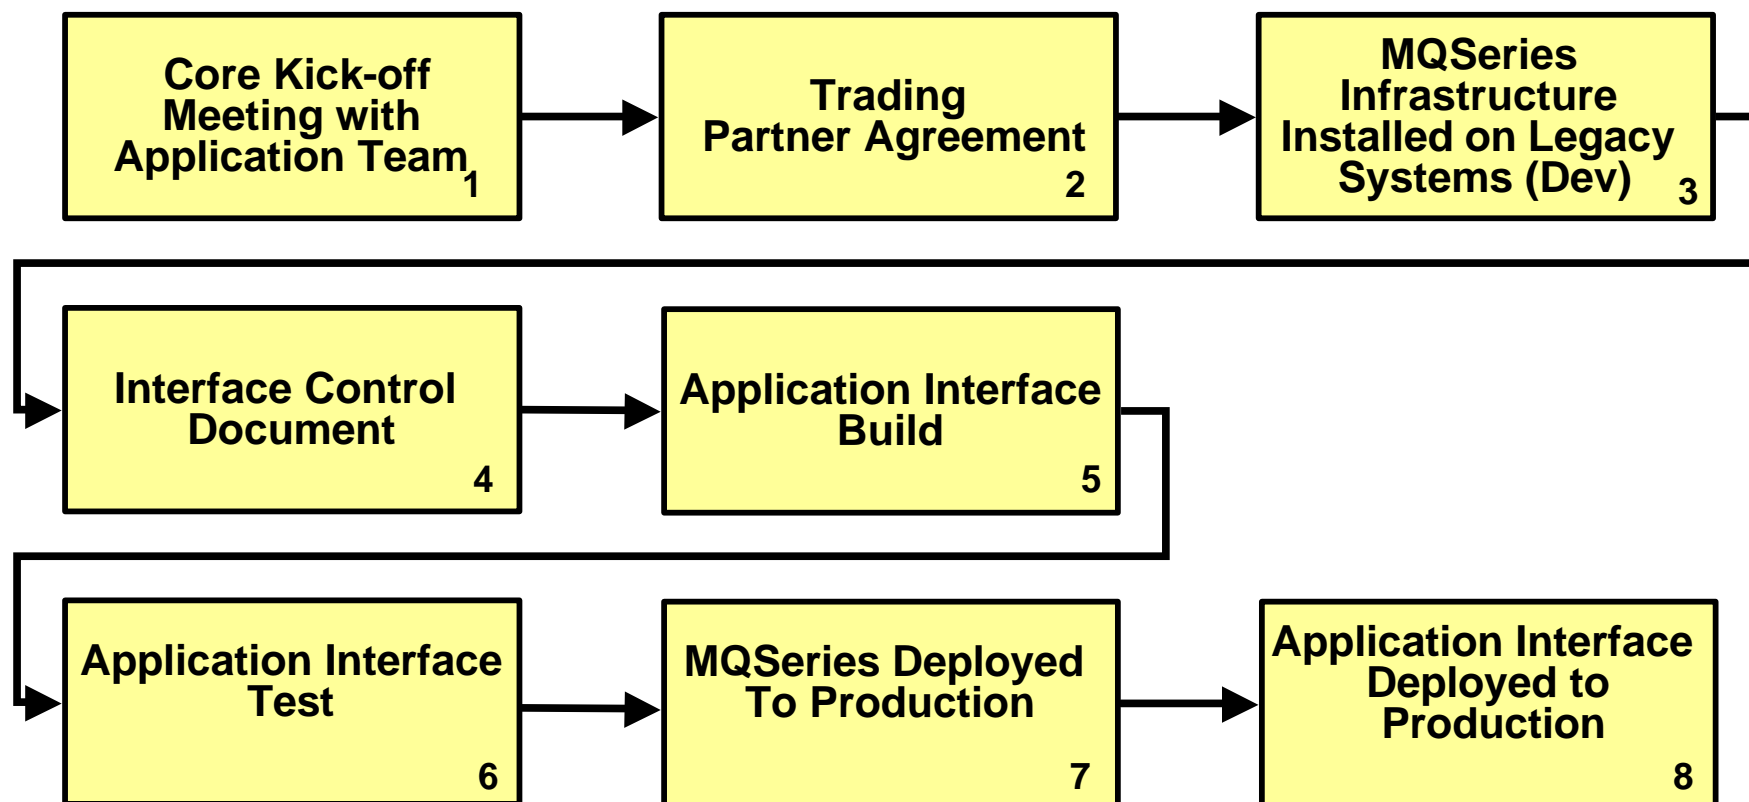 Core Kick-off
Meeting with
Application Team
1
Trading
Partner Agreement
2
MQSeries
Infrastructure
Installed on Legacy
Systems (Dev)
3
Interface Control
Document
4
Application Interface
Build
5
Application Interface
Test
6
MQSeries Deployed
To Production
7
Application Interface
Deployed to
Production
8